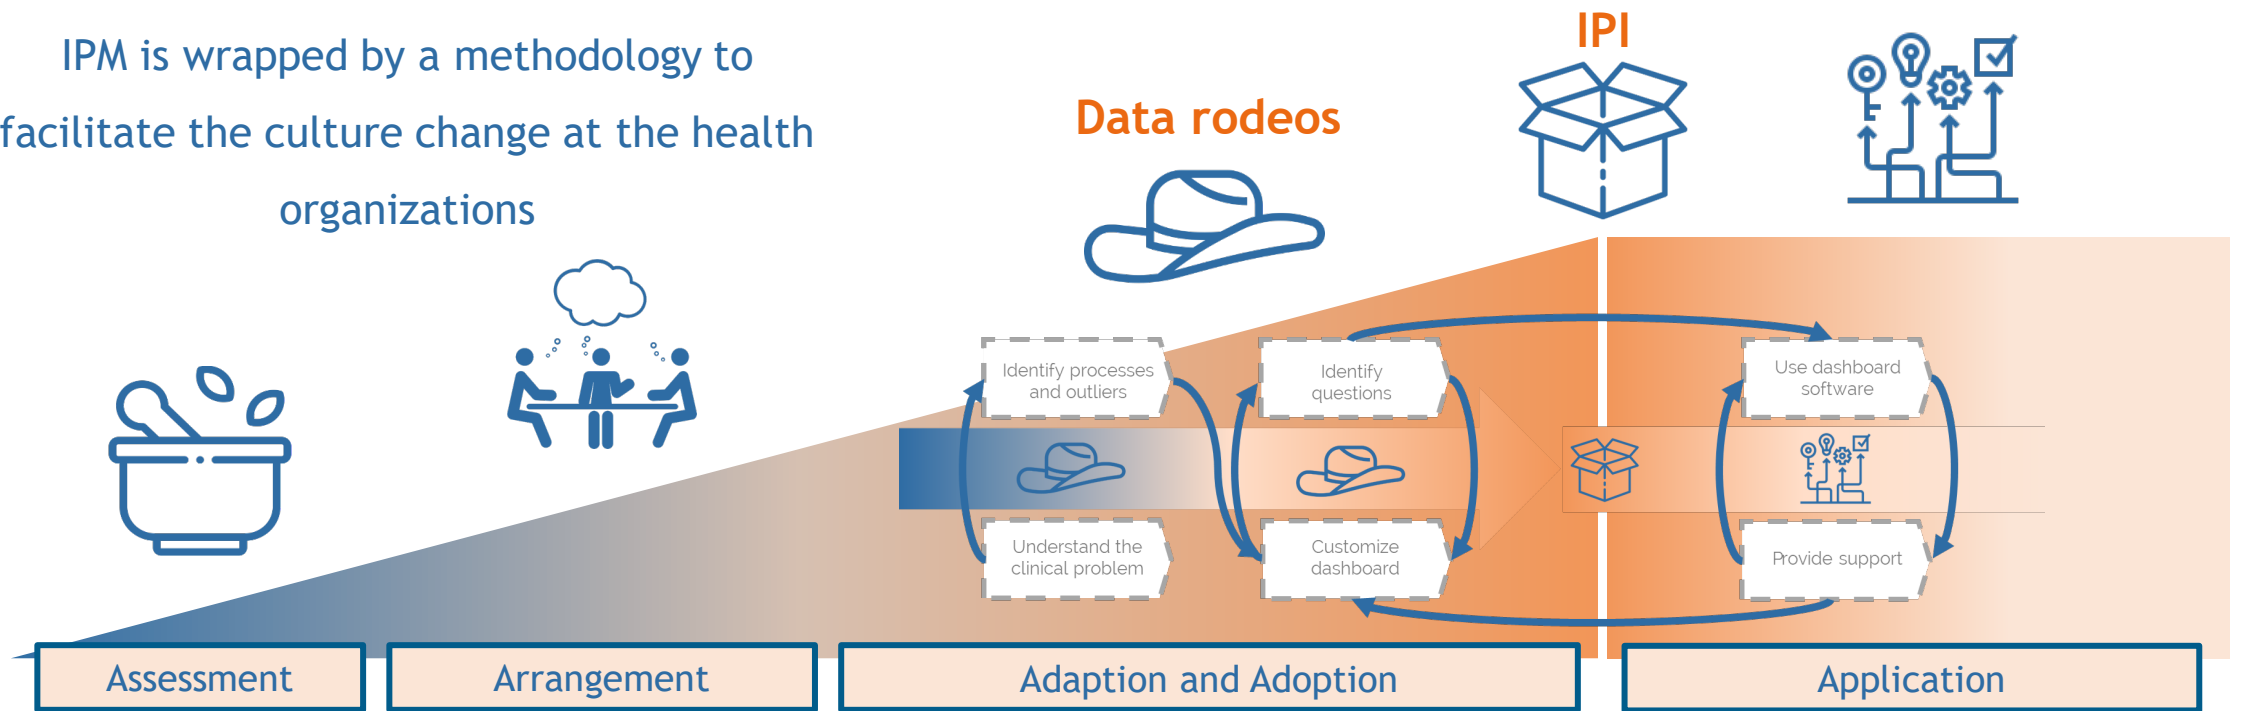 IPM is wrapped by a methodology to
facilitate the culture change at the health
organizations
Data rodeos
IPI
Identify processes
and outliers
Identify
questions
Use dashboard
software
Understand the
clinical problem
Customize
dashboard
Provide support
Assessment
Arrangement
Adaption and Adoption
Application